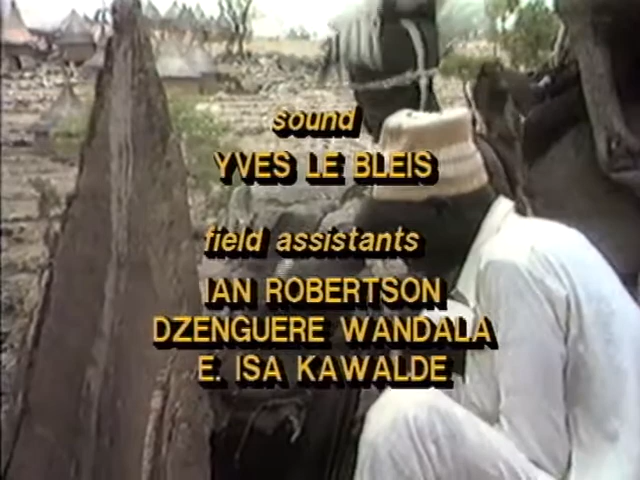 sound
YVES LE BLEIS
field assistants
IAN ROBERTSON
DZENGUERE WANDALA
E. ISA KAWALDE